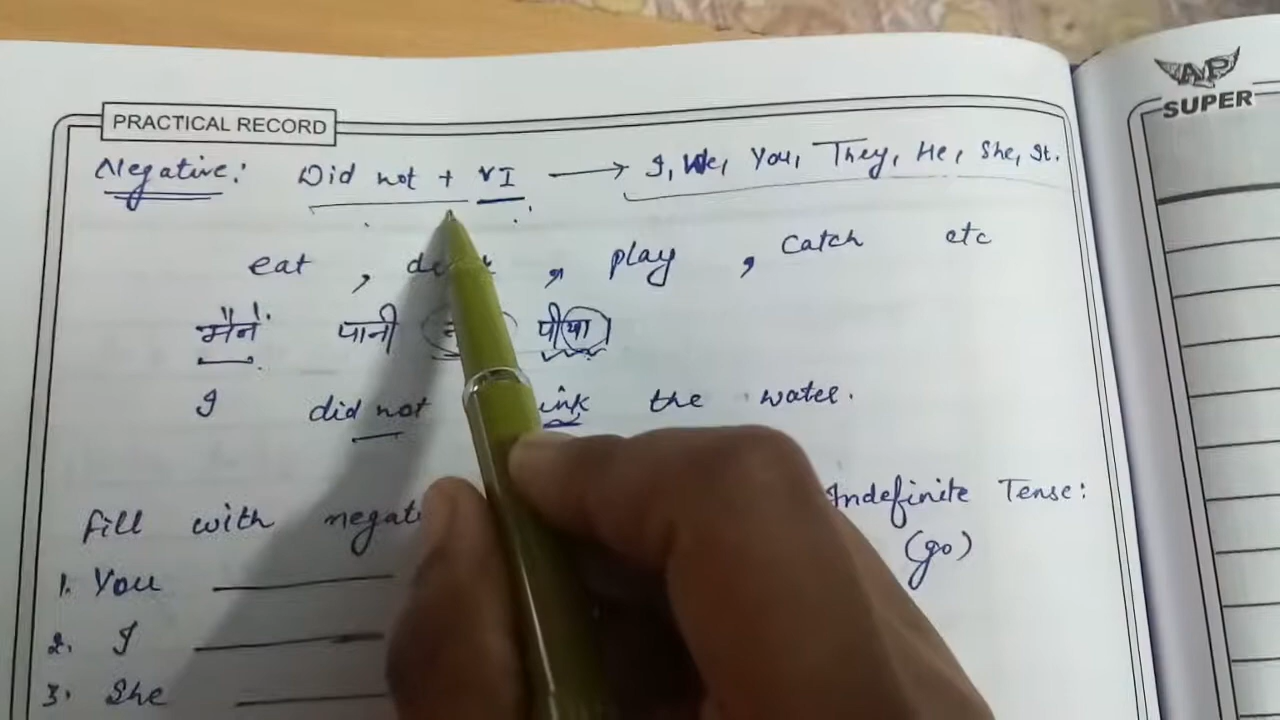 PRACTICAL RECORD
AP
SUPER
Negative: Did not + VI → I, We, You, They, He, She, It.
eat , , play , catch etc
मैंने पानी पीया।
I did not the water.
Fill with Indefinite Tense:
1. You (go)
2. I
3. She